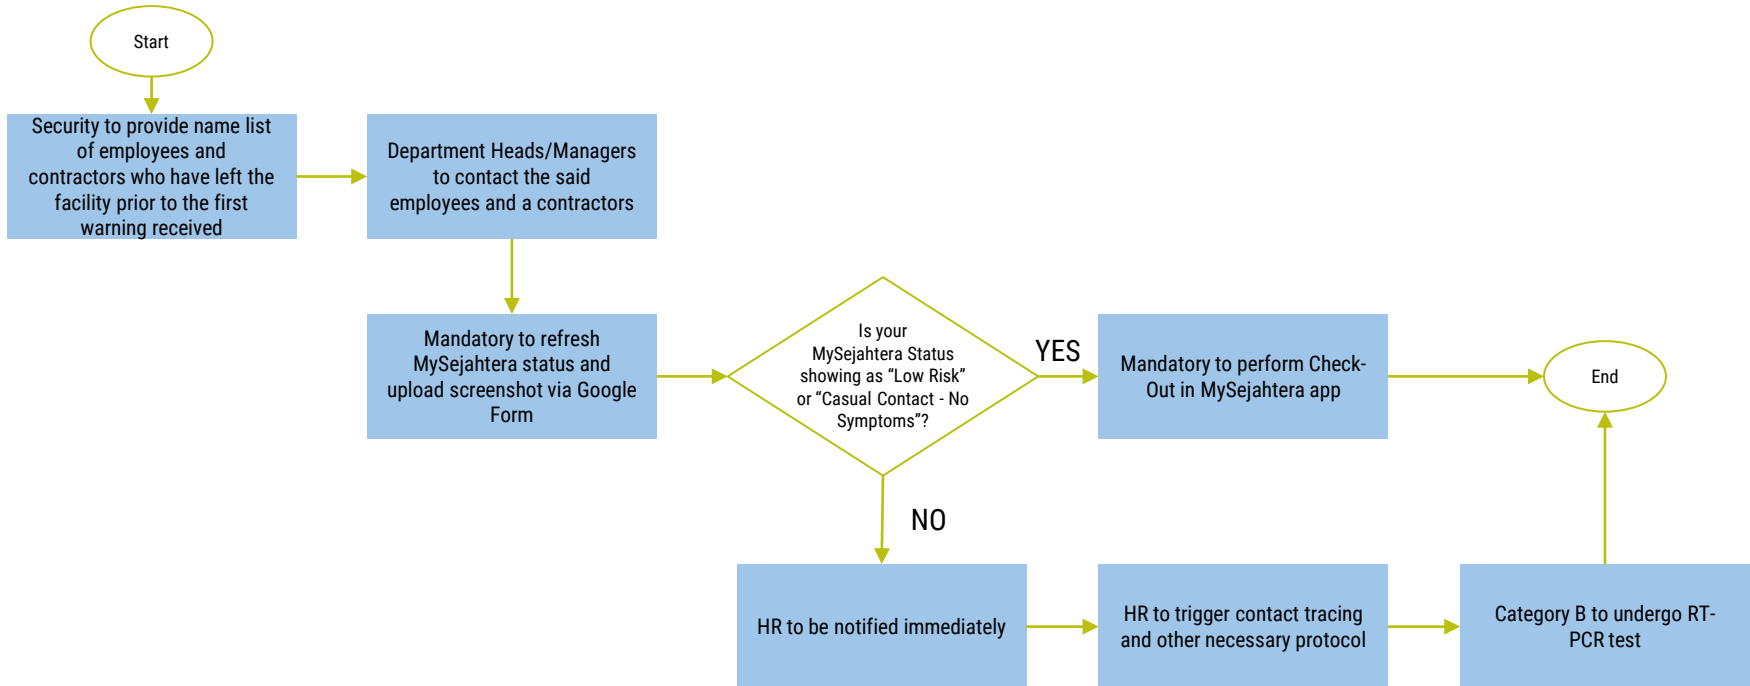 Start
Security to provide name list
of employees and
contractors who have left the
facility prior to the first
warning received
Department Heads/Managers
to contact the said
employees and a contractors
Mandatory to refresh
MySejahtera status and
upload screenshot via Google
Form
Is your
MySejahtera Status
showing as “Low Risk”
or “Casual Contact - No
Symptoms”?
YES
Mandatory to perform Check-
Out in MySejahtera app
End
NO
HR to be notified immediately
HR to trigger contact tracing
and other necessary protocol
Category B to undergo RT-
PCR test